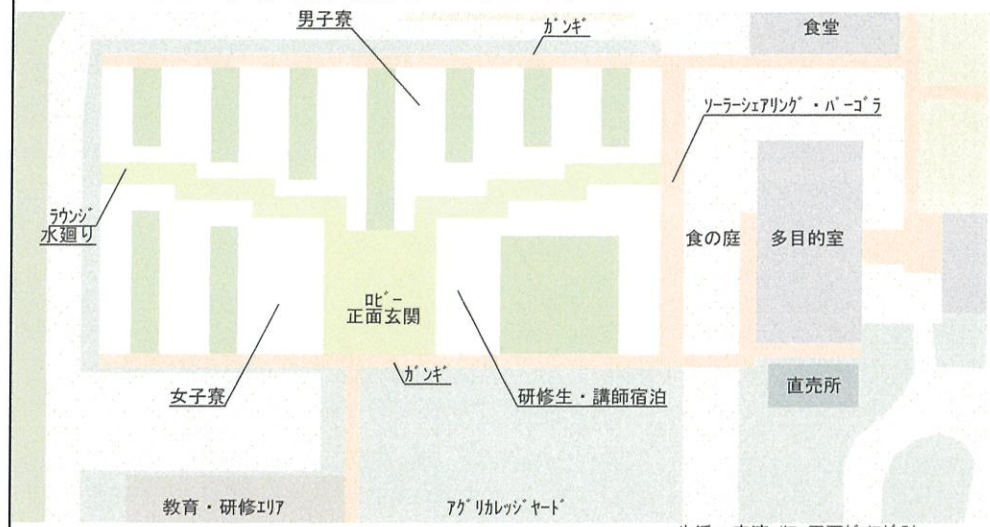 男子寮
ガンギ
食堂
ソーラーシェアリング・パーゴラ
ラウンジ
水廻り
食の庭
多目的室
ロビー
正面玄関
ガンギ
直売所
女子寮
研修生・講師宿泊
教育・研修エリア
アグリカレッジヤード